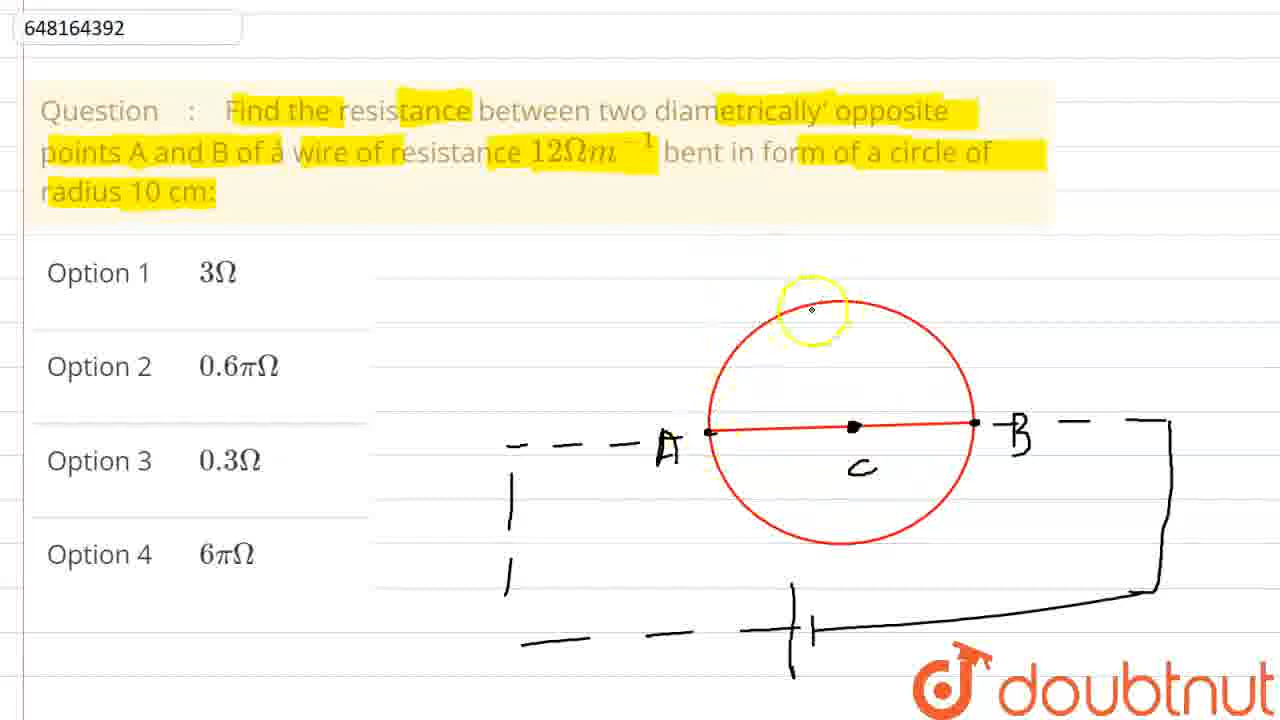 648164392
Question : Find the resistance between two diametrically' opposite
points A and B of a wire of resistance 12Ωm⁻¹ bent in form of a circle of
radius 10 cm:
Option 1 3Ω
Option 2 0.6πΩ
Option 3 0.3Ω
Option 4 6πΩ
A
B
C
doubtnut